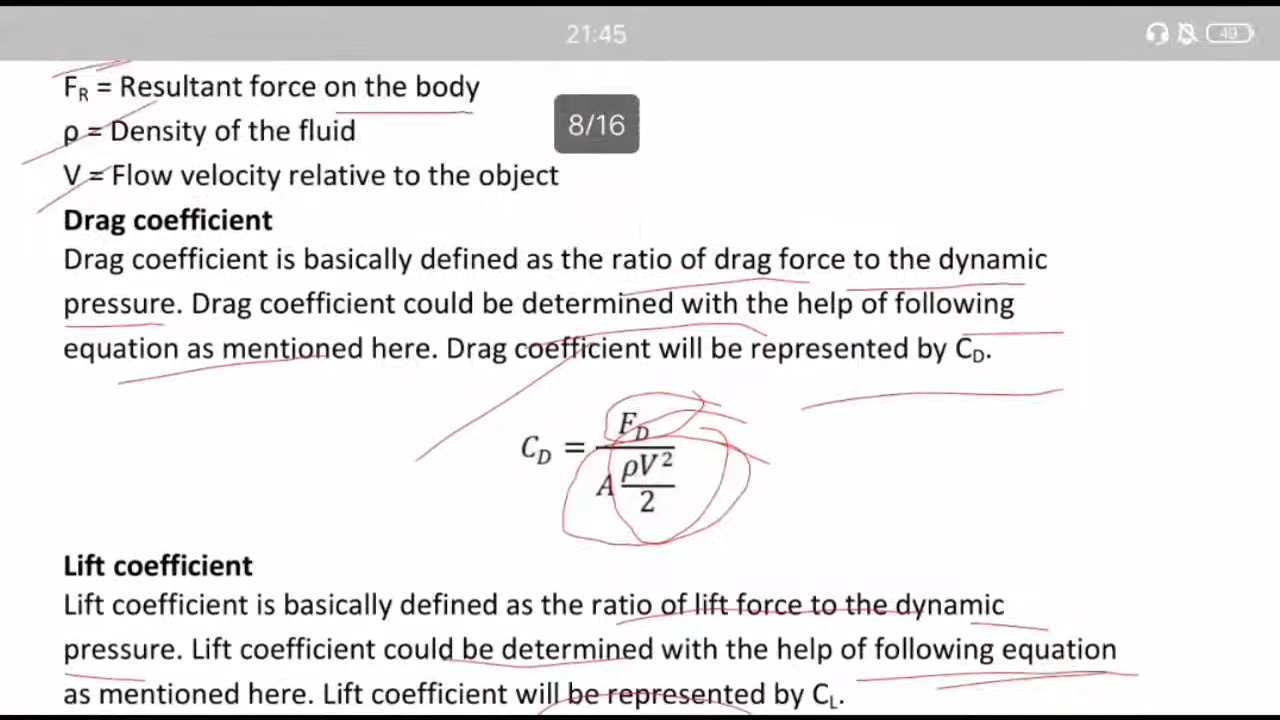 21:45
49
F_R = Resultant force on the body
8/16
ρ = Density of the fluid
V = Flow velocity relative to the object
Drag coefficient
Drag coefficient is basically defined as the ratio of drag force to the dynamic
pressure. Drag coefficient could be determined with the help of following
equation as mentioned here. Drag coefficient will be represented by C_D.
C_D = F_D / (A ρV²/2)
Lift coefficient
Lift coefficient is basically defined as the ratio of lift force to the dynamic
pressure. Lift coefficient could be determined with the help of following equation
as mentioned here. Lift coefficient will be represented by C_L.